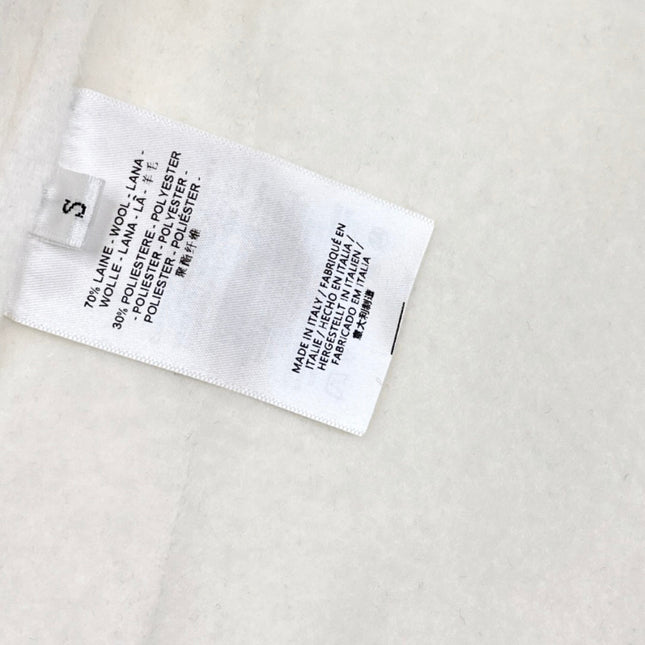 S
70% LAINE - WOOL - LANA -
WOLLE - LANA - LÃ - 羊毛
30% POLIESTERE- POLYESTER
- POLIESTER - POLYESTER -
POLIESTER - POLIÉSTER -
聚酯纤维
MADE IN ITALY / FABRIQUÉ EN
ITALIE / HECHO EN ITALIA /
HERGESTELLT IN ITALIEN /
FABRICADO EM ITALIA
意大利制造